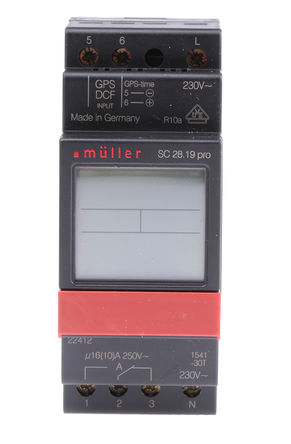 5 6 L
GPS GPS-time 230V~
DCF 5 −
INPUT 6 +
Made in Germany R10a
müller SC 28.19 pro
22412
µ16(10)A 250V~ 1541
A -30T
230V~
1 2 3 N